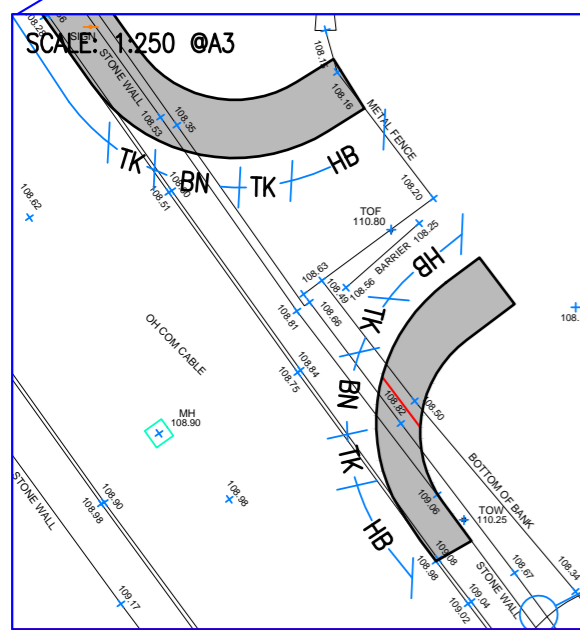 108.28
SCALE: 1:250 @A3
SIGN
STONE WALL
108.53
108.35
108.16
METAL FENCE
TK
BN
TK
HB
108.51
108.62
108.20
TOF
110.80
108.25
BARRIER
HB
108.63
108.49
108.56
108.81
108.66
TK
OH COM CABLE
108.84
108.75
BN
108.82
108.50
MH
108.90
TK
BOTTOM OF BANK
STONE WALL
108.90
108.98
108.98
109.06
TOW
110.25
HB
109.08
108.98
STONE WALL
108.67
108.34
109.17
109.04
109.02